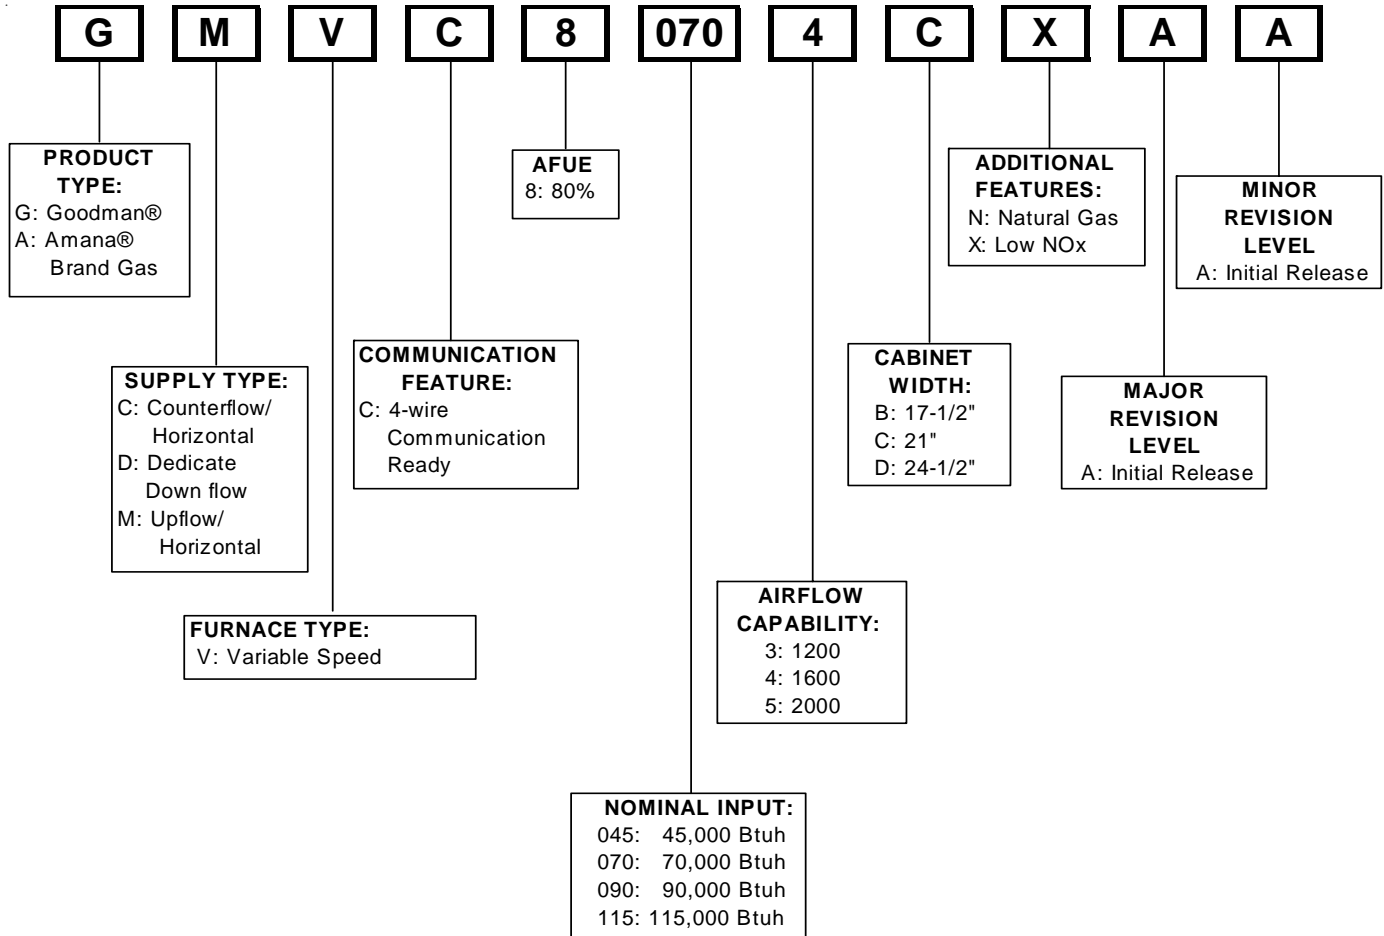 G M V C 8 070 4 C X A A
PRODUCT
TYPE:
G: Goodman®
A: Amana®
Brand Gas
SUPPLY TYPE:
C: Counterflow/
Horizontal
D: Dedicate
Down flow
M: Upflow/
Horizontal
FURNACE TYPE:
V: Variable Speed
COMMUNICATION
FEATURE:
C: 4-wire
Communication
Ready
AFUE
8: 80%
NOMINAL INPUT:
045: 45,000 Btuh
070: 70,000 Btuh
090: 90,000 Btuh
115: 115,000 Btuh
AIRFLOW
CAPABILITY:
3: 1200
4: 1600
5: 2000
CABINET
WIDTH:
B: 17-1/2"
C: 21"
D: 24-1/2"
ADDITIONAL
FEATURES:
N: Natural Gas
X: Low NOx
MAJOR
REVISION
LEVEL
A: Initial Release
MINOR
REVISION
LEVEL
A: Initial Release